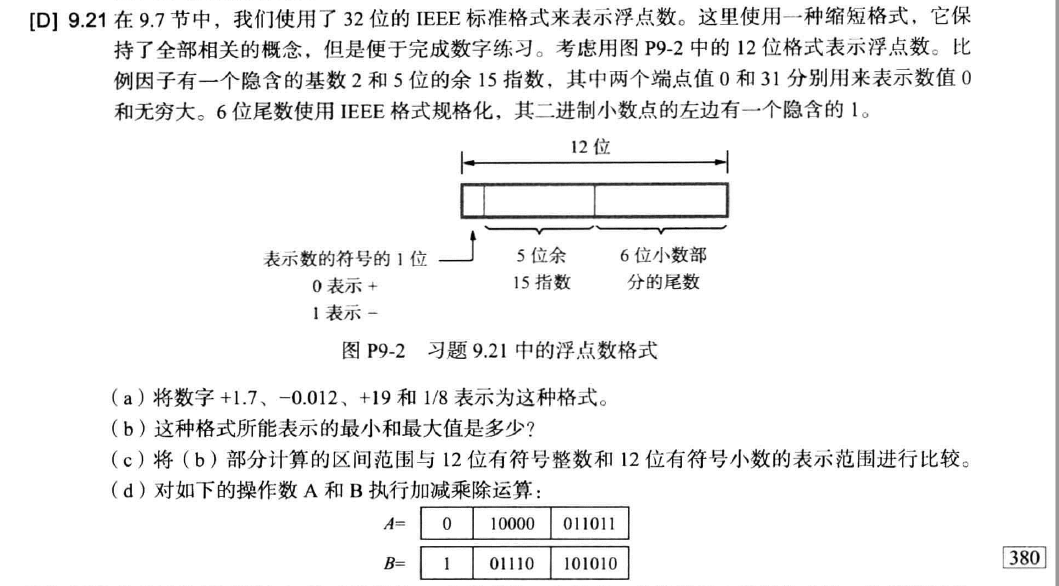 [D] 9.21 在 9.7 节中，我们使用了 32 位的 IEEE 标准格式来表示浮点数。这里使用一种缩短格式，它保
持了全部相关的概念，但是便于完成数字练习。考虑用图 P9-2 中的 12 位格式表示浮点数。比
例因子有一个隐含的基数 2 和 5 位的余 15 指数，其中两个端点值 0 和 31 分别用来表示数值 0
和无穷大。6 位尾数使用 IEEE 格式规格化，其二进制小数点的左边有一个隐含的 1。
12 位
表示数的符号的 1 位
0 表示 +
1 表示 −
5 位余
15 指数
6 位小数部
分的尾数
图 P9-2 习题 9.21 中的浮点数格式
（a）将数字 +1.7、−0.012、+19 和 1/8 表示为这种格式。
（b）这种格式所能表示的最小和最大值是多少？
（c）将（b）部分计算的区间范围与 12 位有符号整数和 12 位有符号小数的表示范围进行比较。
（d）对如下的操作数 A 和 B 执行加减乘除运算：
A= 0 10000 011011
B= 1 01110 101010
380